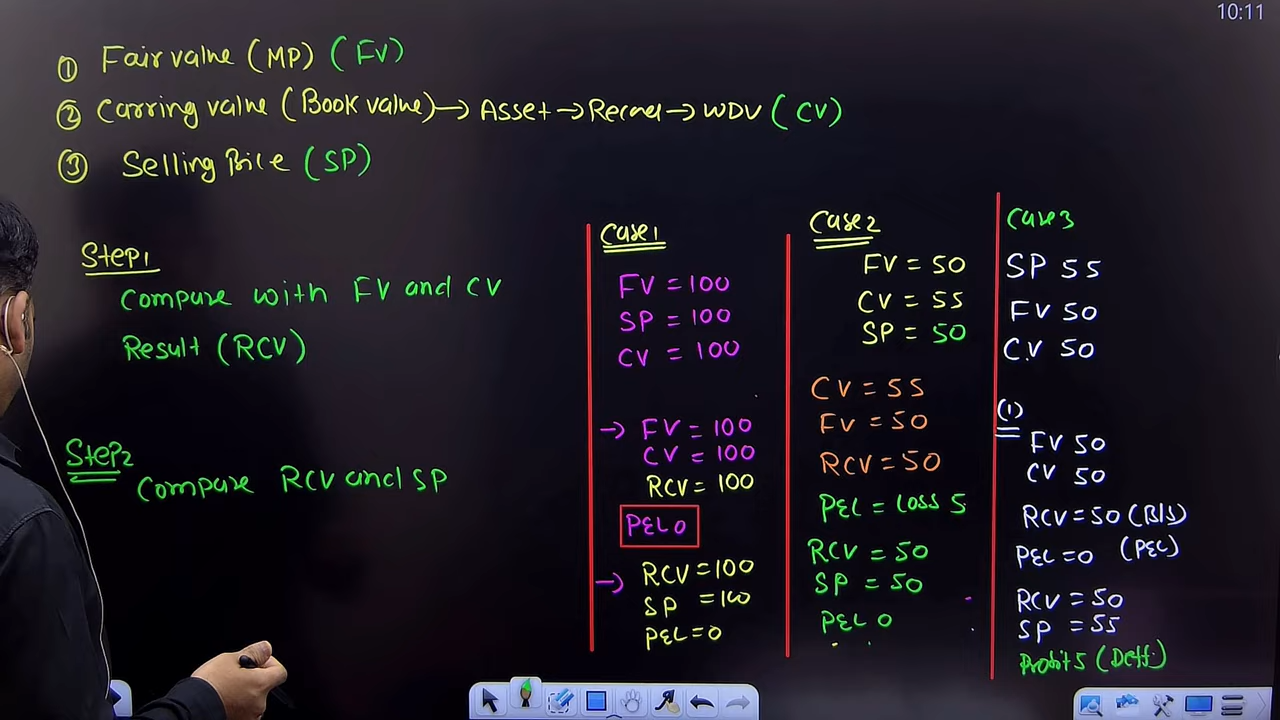 10:11
① Fair value (MP) (FV)
② Carring value (Book value) → Asset → Record → WDV (CV)
③ Selling Price (SP)
Step1
Compare with FV and CV
Result (RCV)
Step2
Compare RCV and SP
Case1
FV = 100
SP = 100
CV = 100
→ FV = 100
CV = 100
RCV = 100
P&L 0
→ RCV = 100
SP = 100
P&L = 0
Case2
FV = 50
CV = 55
SP = 50
CV = 55
FV = 50
RCV = 50
P&L = Loss 5
RCV = 50
SP = 50
P&L 0
Case3
SP 55
FV 50
CV 50
(1)
FV 50
CV 50
RCV = 50 (B/S)
P&L = 0 (P&L)
RCV = 50
SP = 55
Profit 5 (Deff.)